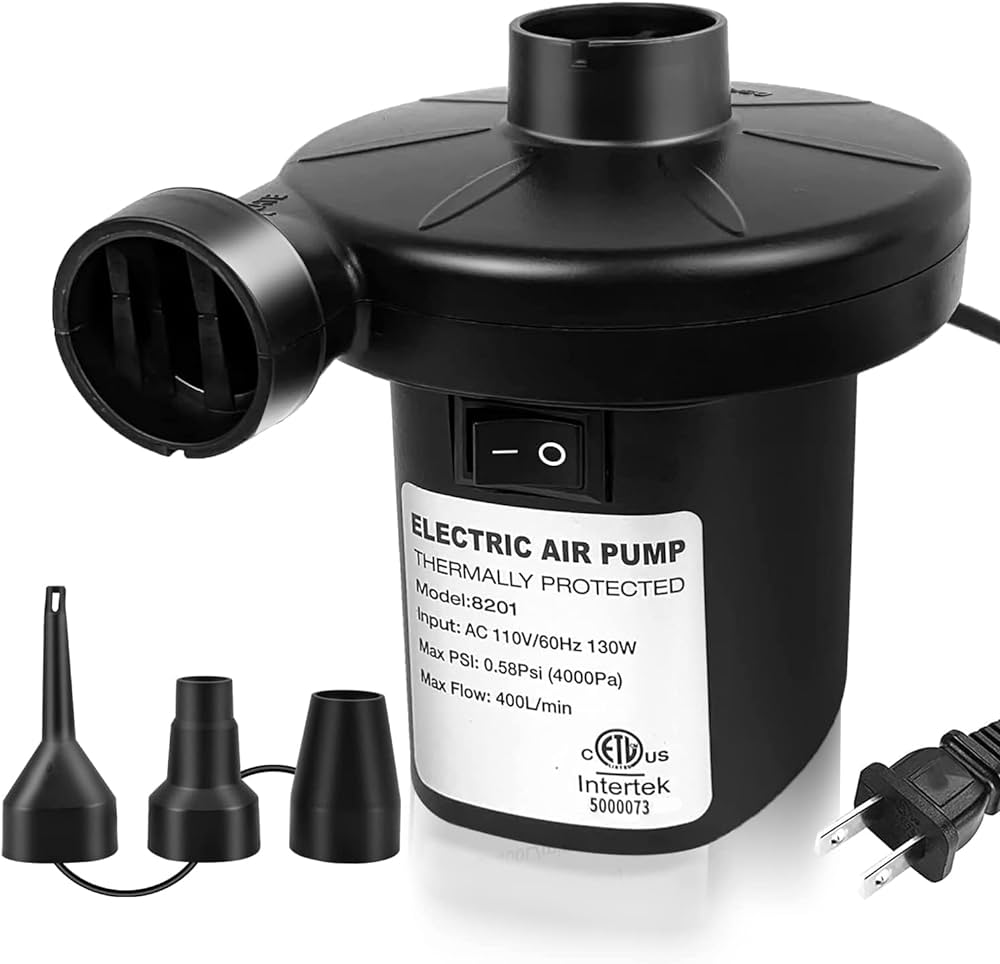 — O
ELECTRIC AIR PUMP
THERMALLY PROTECTED
Model:8201
Input: AC 110V/60Hz 130W
Max PSI: 0.58Psi (4000Pa)
Max Flow: 400L/min
C ETL US
LISTED
Intertek
5000073